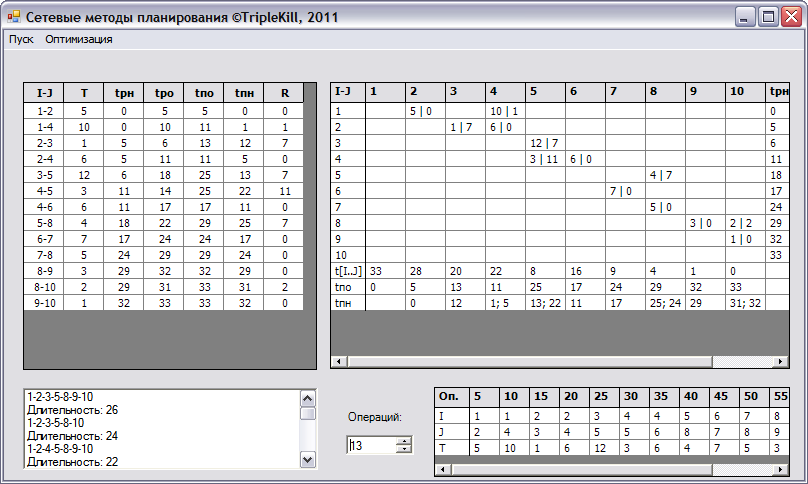 Сетевые методы планирования ©TripleKill, 2011
Пуск Оптимизация
I-J T tрн tро tпо tпн R
1-2 5 0 5 5 0 0
1-4 10 0 10 11 1 1
2-3 1 5 6 13 12 7
2-4 6 5 11 11 5 0
3-5 12 6 18 25 13 7
4-5 3 11 14 25 22 11
4-6 6 11 17 17 11 0
5-8 4 18 22 29 25 7
6-7 7 17 24 24 17 0
7-8 5 24 29 29 24 0
8-9 3 29 32 32 29 0
8-10 2 29 31 33 31 2
9-10 1 32 33 33 32 0
I-J 1 2 3 4 5 6 7 8 9 10 tрн
1 5 | 0 10 | 1 0
2 1 | 7 6 | 0 5
3 12 | 7 6
4 3 | 11 6 | 0 11
5 4 | 7 18
6 7 | 0 17
7 5 | 0 24
8 3 | 0 2 | 2 29
9 1 | 0 32
10 33
t[I..J] 33 28 20 22 8 16 9 4 1 0
tпо 0 5 13 11 25 17 24 29 32 33
tпн 0 12 1; 5 13; 22 11 17 25; 24 29 31; 32
1-2-3-5-8-9-10
Длительность: 26
1-2-3-5-8-10
Длительность: 24
1-2-4-5-8-9-10
Длительность: 22
Операций:
13
Оп. 5 10 15 20 25 30 35 40 45 50 55
I 1 1 2 2 3 4 4 5 6 7 8
J 2 4 3 4 5 5 6 8 7 8 9
T 5 10 1 6 12 3 6 4 7 5 3